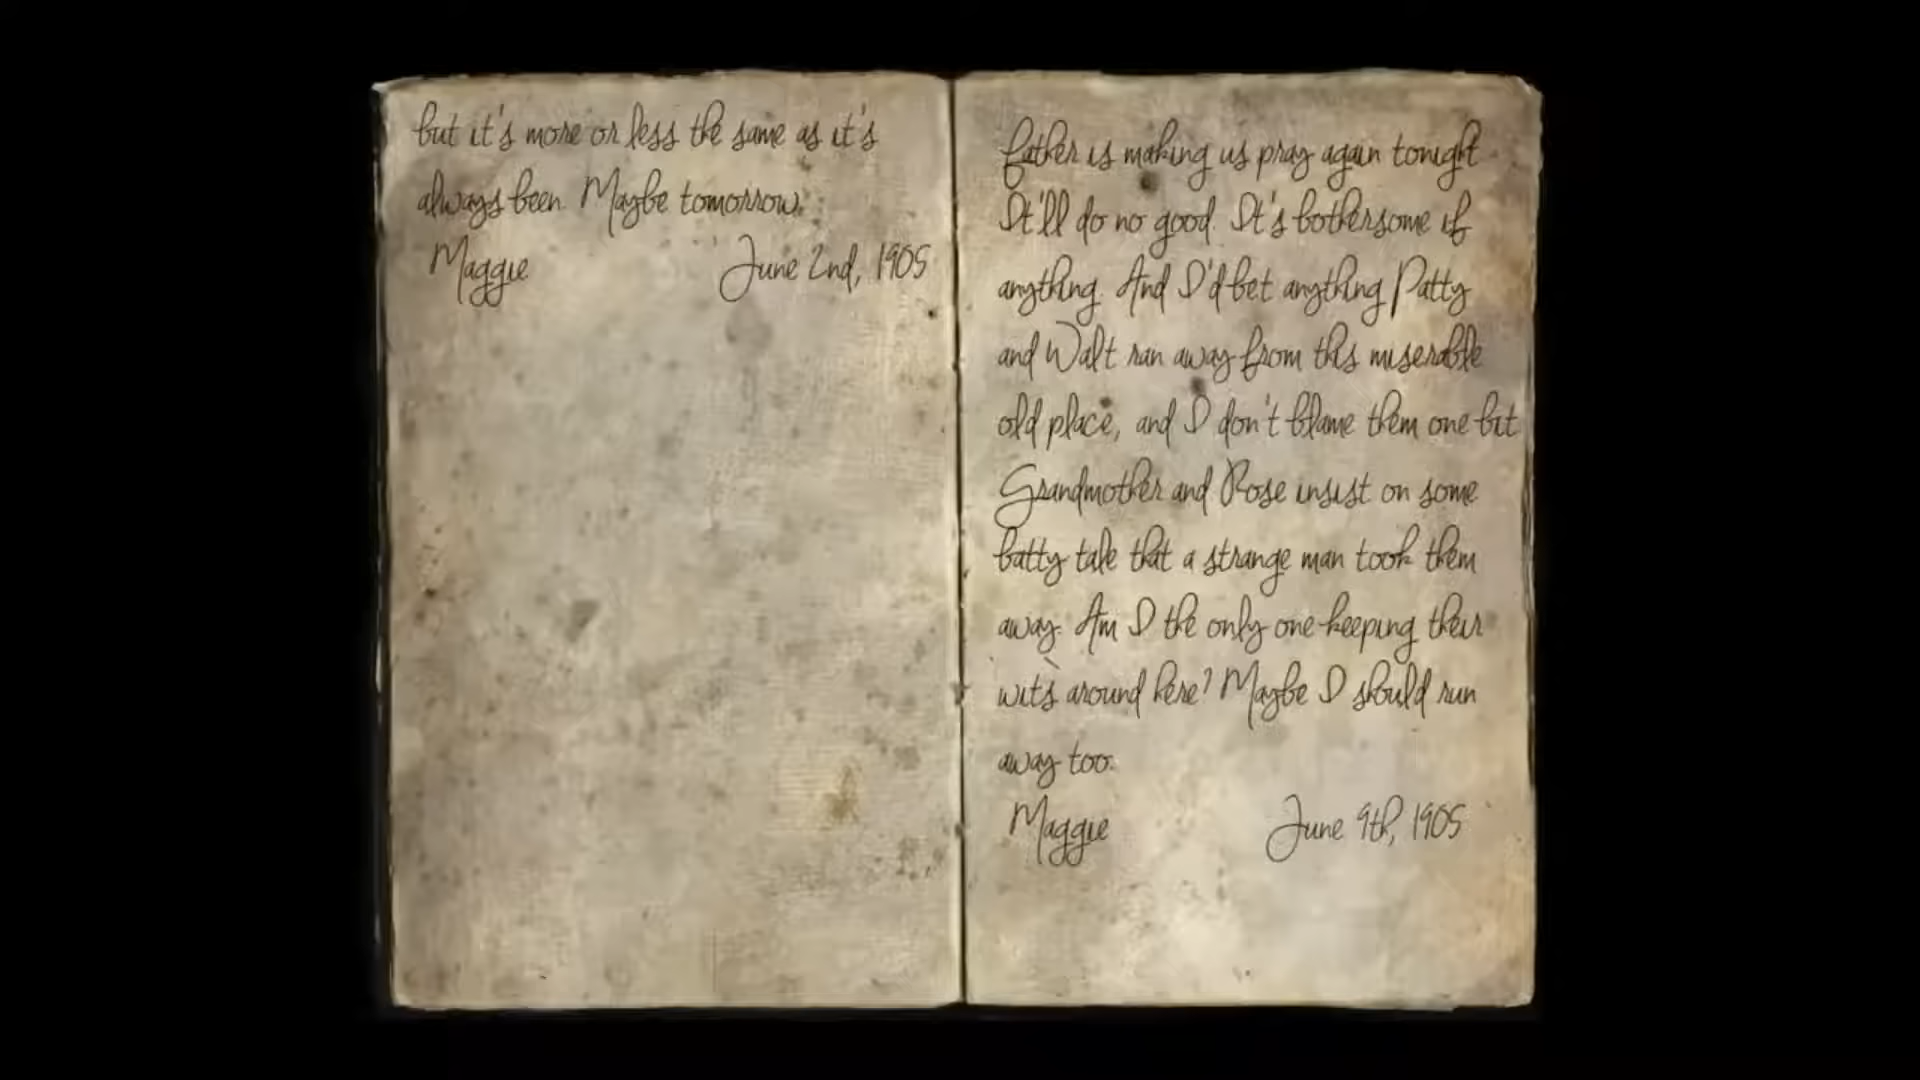 but it's more or less the same as it's
always been. Maybe tomorrow.
Maggie June 2nd, 1905
Father is making us pray again tonight
It'll do no good. It's bothersome if
anything. And I'd bet anything Patty
and Walt ran away from this miserable
old place, and I don't blame them one bit
Grandmother and Rose insist on some
batty tale that a strange man took them
away. Am I the only one keeping their
wits around here? Maybe I should run
away too.
Maggie June 9th, 1905